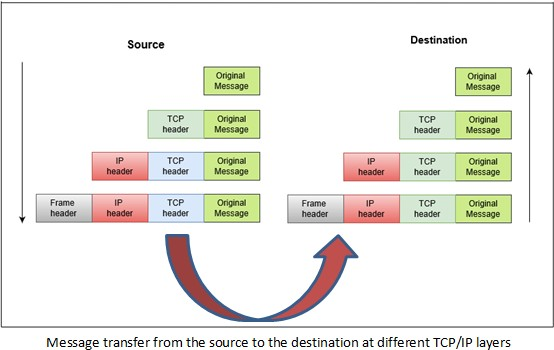 Source
Destination
Original Message
Original Message
TCP header Original Message
TCP header Original Message
IP header TCP header Original Message
IP header TCP header Original Message
Frame header IP header TCP header Original Message
Frame header IP header TCP header Original Message
Message transfer from the source to the destination at different TCP/IP layers